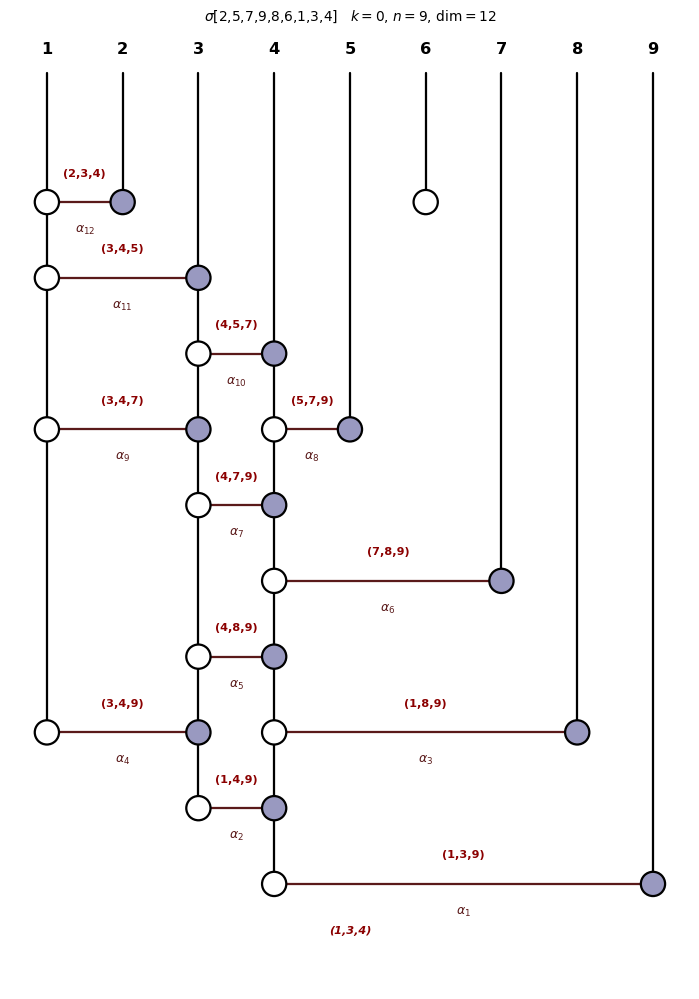 σ[2,5,7,9,8,6,1,3,4] k=0, n=9, dim=12
1 2 3 4 5 6 7 8 9
(2,3,4)
α₁₂
(3,4,5)
α₁₁
(4,5,7)
α₁₀
(3,4,7) (5,7,9)
α₉ α₈
(4,7,9)
α₇
(7,8,9)
α₆
(4,8,9)
α₅
(3,4,9) (1,8,9)
α₄ α₃
(1,4,9)
α₂
(1,3,9)
α₁
(1,3,4)